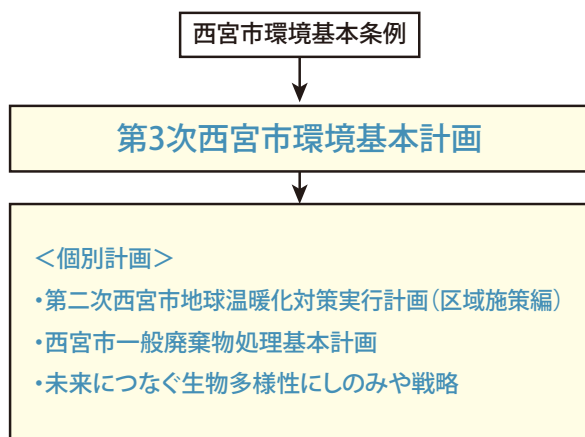 西宮市環境基本条例
第3次西宮市環境基本計画
＜個別計画＞
・第二次西宮市地球温暖化対策実行計画（区域施策編）
・西宮市一般廃棄物処理基本計画
・未来につなぐ生物多様性にしのみや戦略